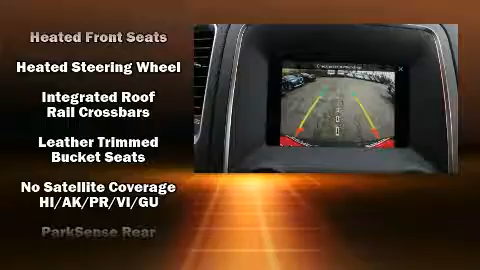 Heated Front Seats
Heated Steering Wheel
Integrated Roof
Rail Crossbars
Leather Trimmed
Bucket Seats
No Satellite Coverage
HI/AK/PR/VI/GU
ParkSense Rear